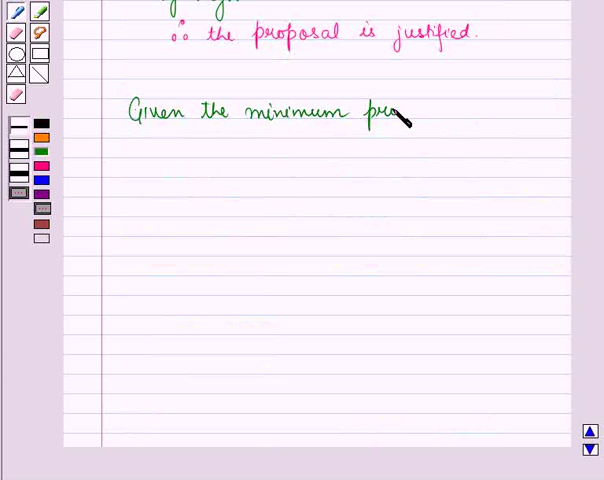 ∴ the proposal is justified.
Given the minimum